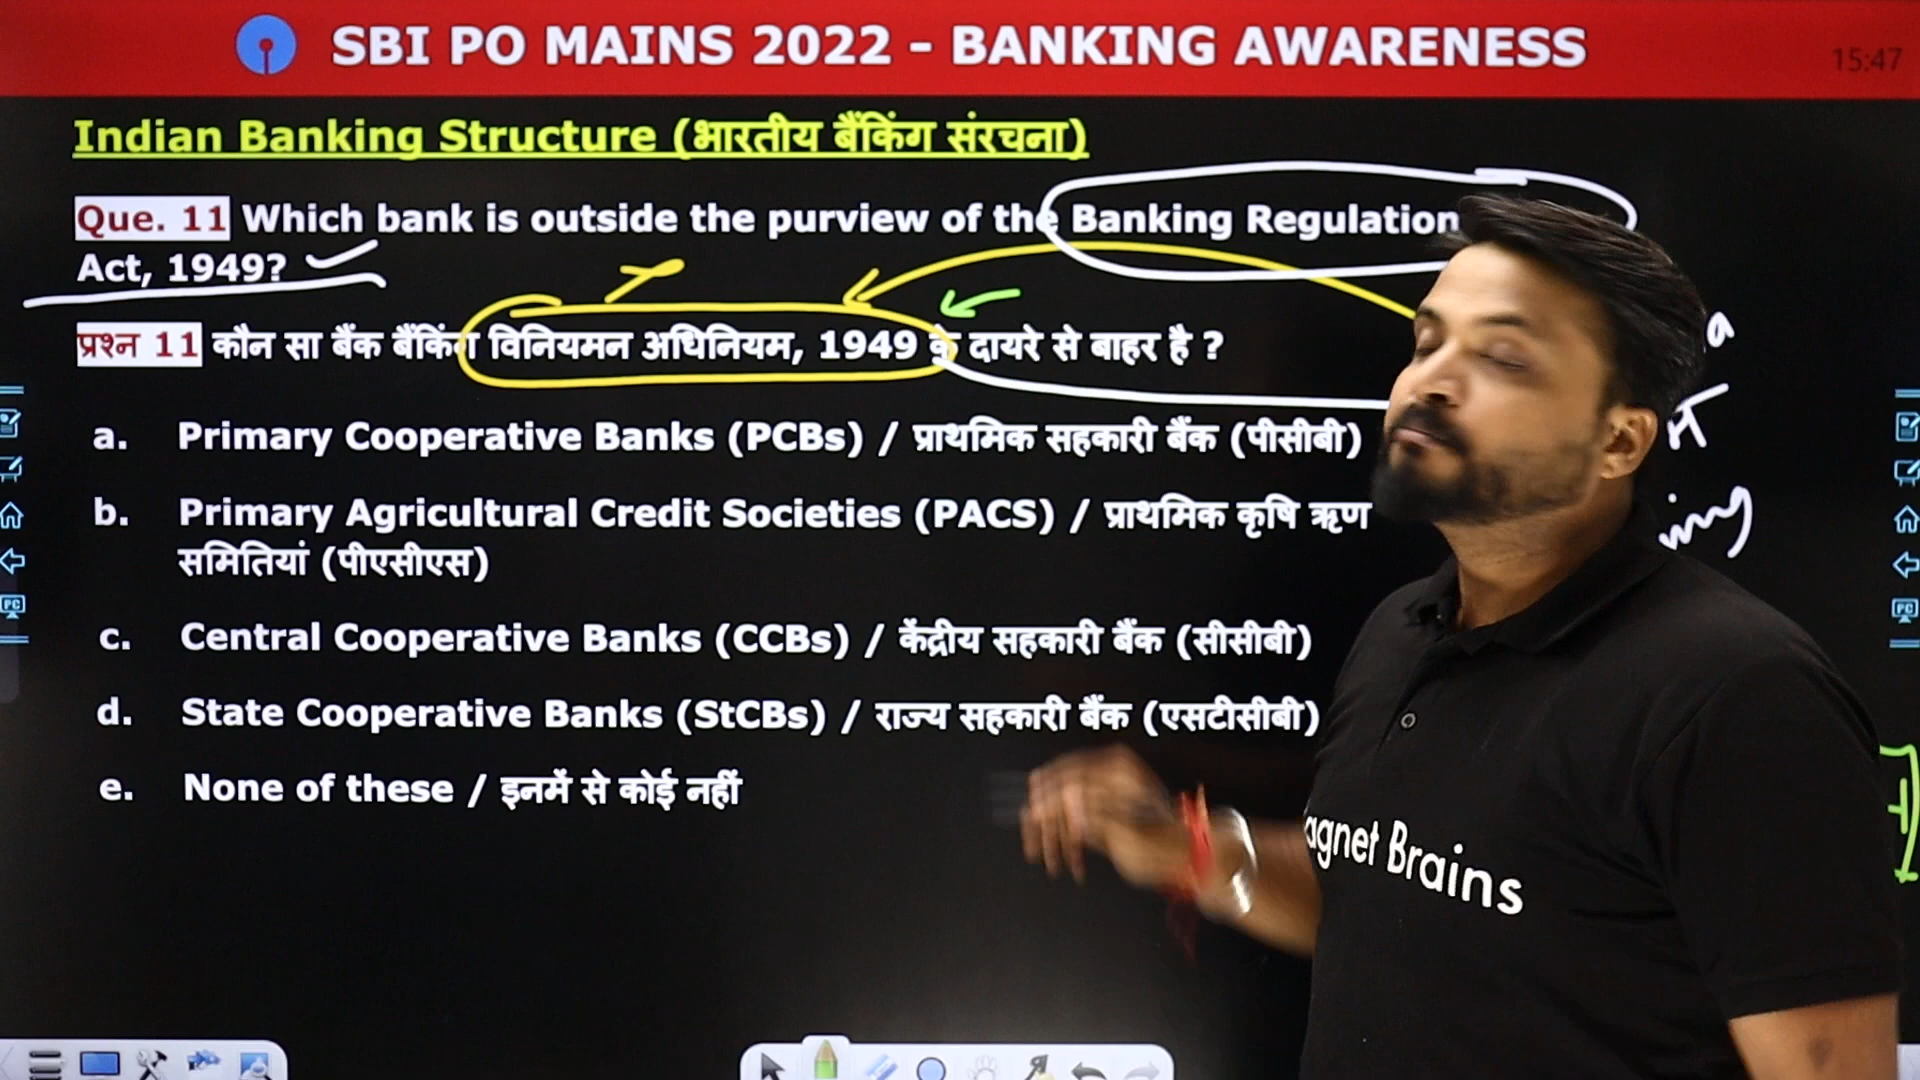 SBI PO MAINS 2022 - BANKING AWARENESS
15:47
Indian Banking Structure (भारतीय बैंकिंग संरचना)
Que. 11 Which bank is outside the purview of the Banking Regulation
Act, 1949?
प्रश्न 11 कौन सा बैंक बैंकिंग विनियमन अधिनियम, 1949 के दायरे से बाहर है ?
a. Primary Cooperative Banks (PCBs) / प्राथमिक सहकारी बैंक (पीसीबी)
b. Primary Agricultural Credit Societies (PACS) / प्राथमिक कृषि ऋण
समितियां (पीएसीएस)
c. Central Cooperative Banks (CCBs) / केंद्रीय सहकारी बैंक (सीसीबी)
d. State Cooperative Banks (StCBs) / राज्य सहकारी बैंक (एसटीसीबी)
e. None of these / इनमें से कोई नहीं
agnet Brains
PC
PC